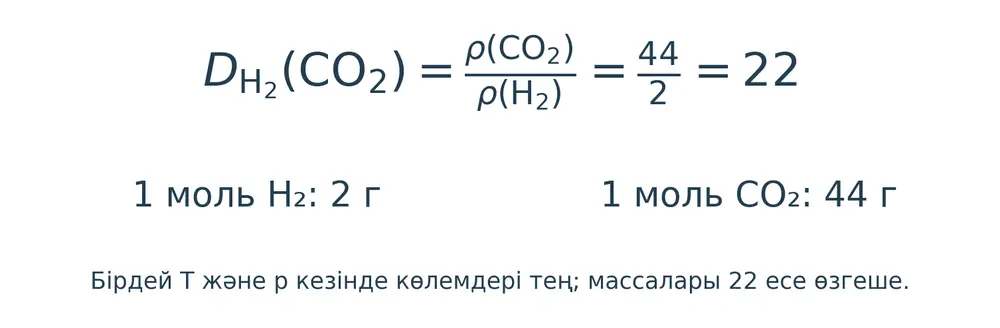 D_H₂(CO₂) = ρ(CO₂)/ρ(H₂) = 44/2 = 22
1 моль H₂: 2 г
1 моль CO₂: 44 г
Бірдей T және p кезінде көлемдері тең; массалары 22 есе өзгеше.